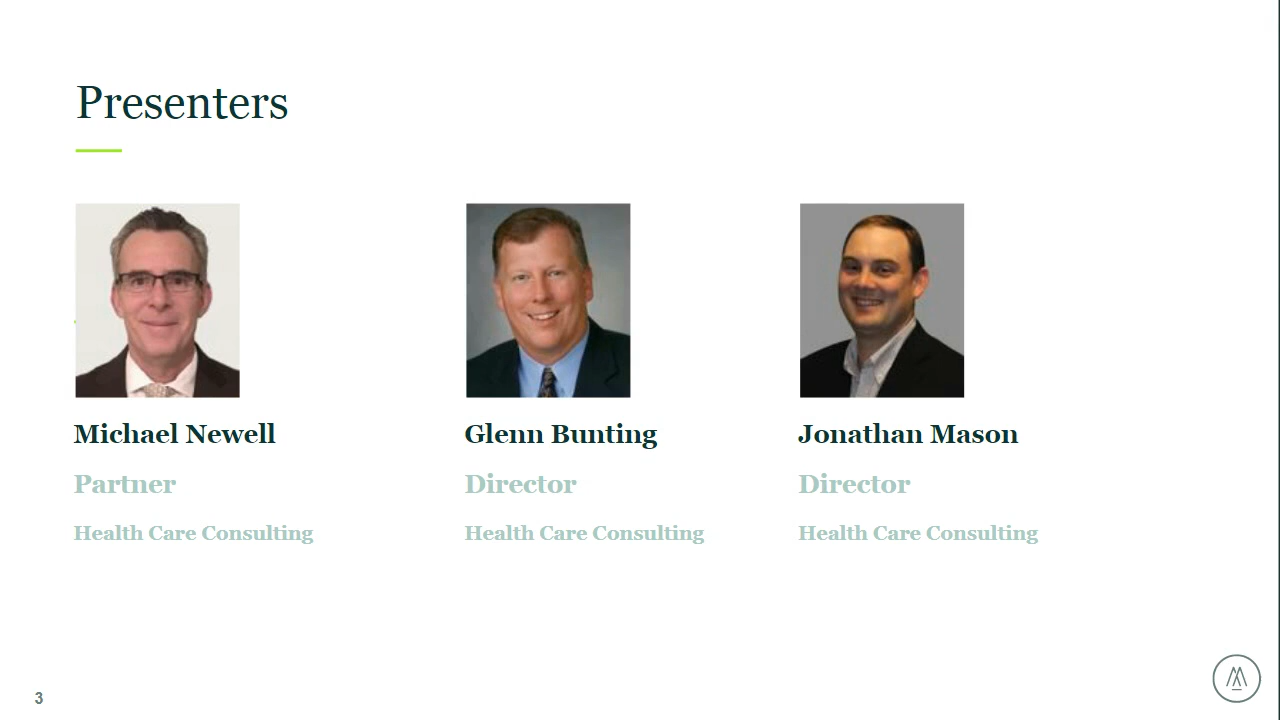 Presenters
Michael Newell
Partner
Health Care Consulting
Glenn Bunting
Director
Health Care Consulting
Jonathan Mason
Director
Health Care Consulting
3